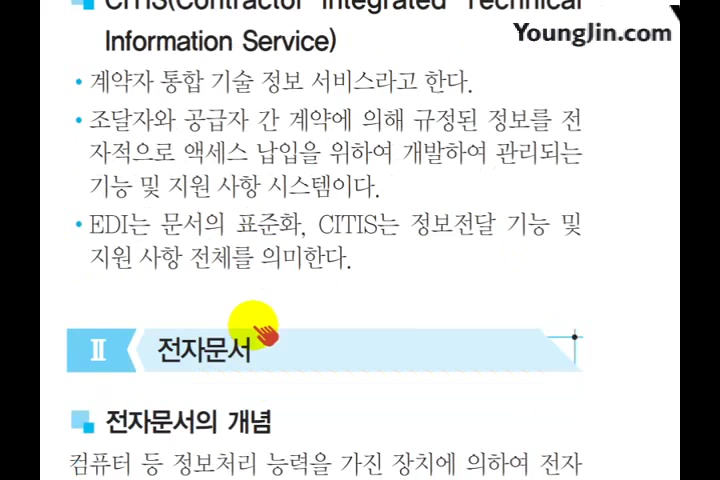 CITIS(Contractor Integrated Technical
YoungJin.com
Information Service)
• 계약자 통합 기술 정보 서비스라고 한다.
• 조달자와 공급자 간 계약에 의해 규정된 정보를 전
자적으로 액세스 납입을 위하여 개발하여 관리되는
기능 및 지원 사항 시스템이다.
• EDI는 문서의 표준화, CITIS는 정보전달 기능 및
지원 사항 전체를 의미한다.
Ⅱ 전자문서
전자문서의 개념
컴퓨터 등 정보처리 능력을 가진 장치에 의하여 전자